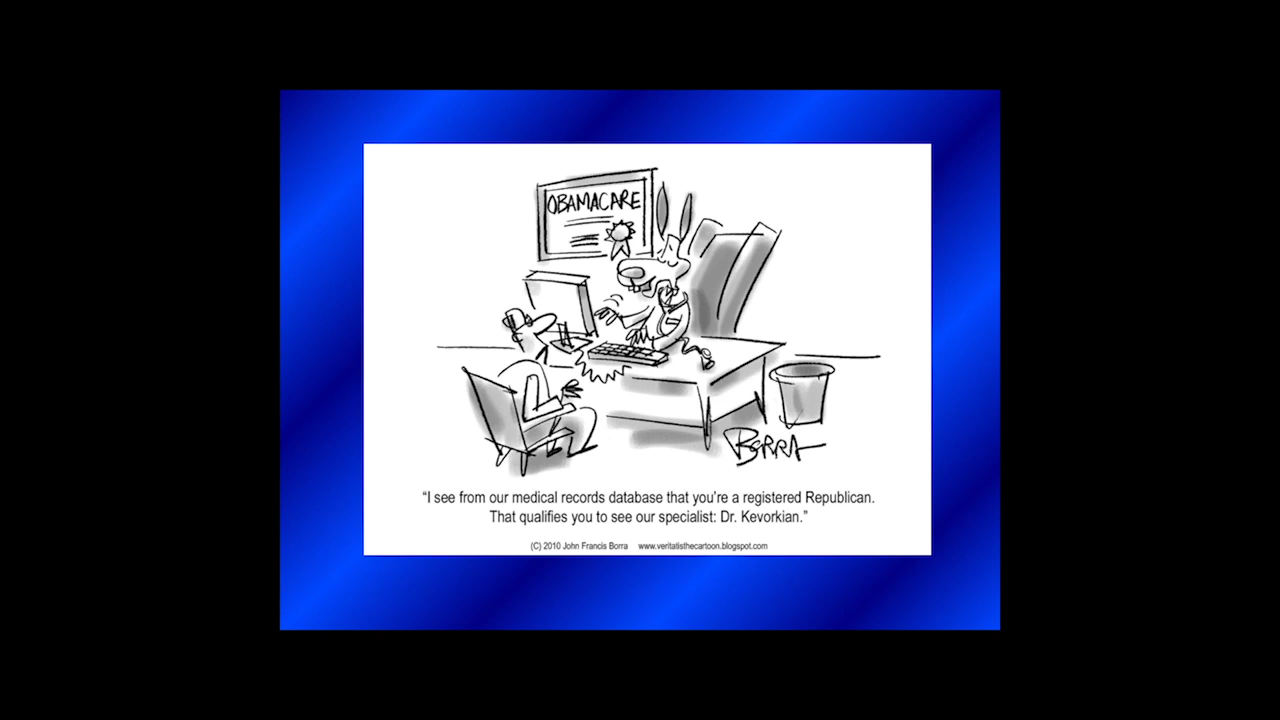 OBAMACARE
BORRA
“I see from our medical records database that you're a registered Republican.
That qualifies you to see our specialist: Dr. Kevorkian.”
(C) 2010 John Francis Borra www.veritatisthecartoon.blogspot.com